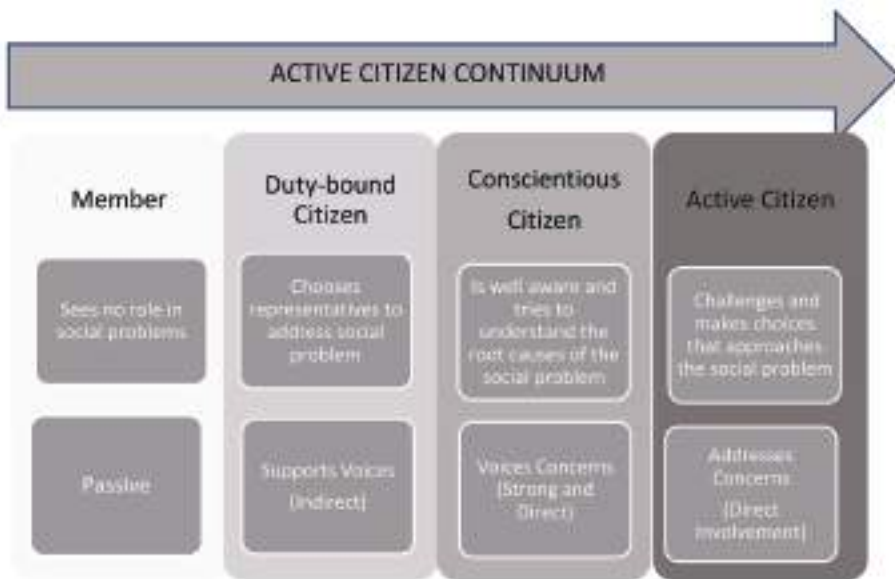 ACTIVE CITIZEN CONTINUUM
Member
Sees no role in
social problems
Passive
Duty-bound
Citizen
Chooses
representatives to
address social
problem
Supports Voices
(Indirect)
Conscientious
Citizen
Is well aware and
tries to
understand the
root causes of the
social problem
Voices Concerns
(Strong and
Direct)
Active Citizen
Challenges and
makes choices
that approaches
the social problem
Addresses
Concerns
(Direct
Involvement)